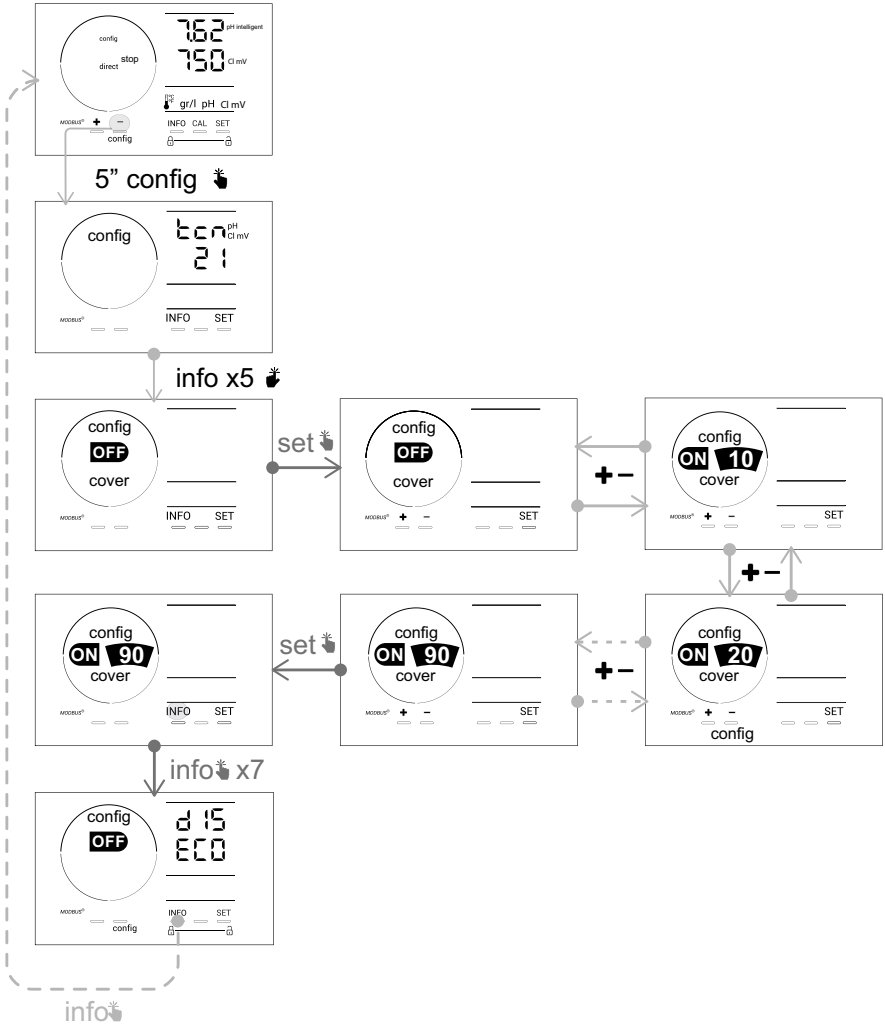 config
stop
direct
7.62 pH intelligent
750 Cl mV
°C °F gr/l pH Cl mV
MODBUS® + − INFO CAL SET
config
5” config
config
tcn pH Cl mV
21
MODBUS® INFO SET
info x5
config
OFF
cover
MODBUS® INFO SET
set
config
OFF
cover
MODBUS® + − SET
+ −
config
ON 10
cover
MODBUS® + − SET
+ −
config
ON 90
cover
MODBUS® INFO SET
set
config
ON 90
cover
MODBUS® + − SET
+ −
config
ON 20
cover
MODBUS® + − SET
config
info x7
config
OFF
dIS
ECO
MODBUS® INFO SET
config
info